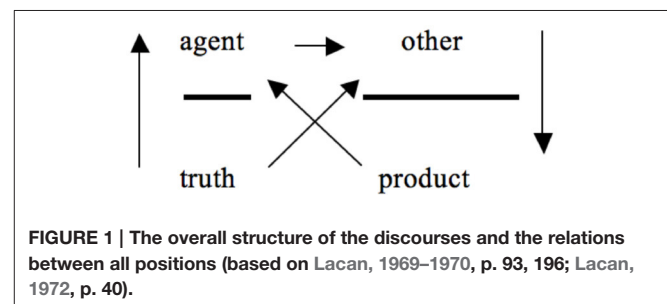 agent other
truth product
FIGURE 1 | The overall structure of the discourses and the relations
between all positions (based on Lacan, 1969–1970, p. 93, 196; Lacan,
1972, p. 40).